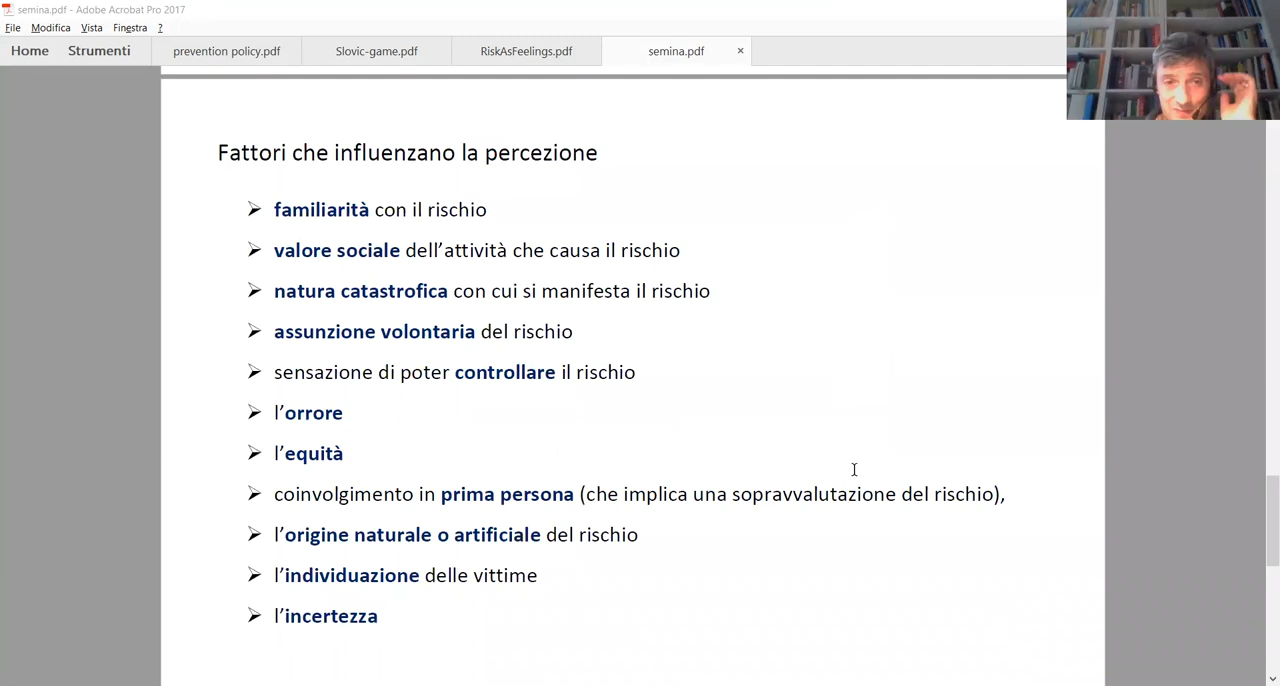 semina.pdf - Adobe Acrobat Pro 2017
File Modifica Vista Finestra ?
Home Strumenti prevention policy.pdf Slovic-game.pdf RiskAsFeelings.pdf semina.pdf ×
Fattori che influenzano la percezione
➢ familiarità con il rischio
➢ valore sociale dell’attività che causa il rischio
➢ natura catastrofica con cui si manifesta il rischio
➢ assunzione volontaria del rischio
➢ sensazione di poter controllare il rischio
➢ l’orrore
➢ l’equità
➢ coinvolgimento in prima persona (che implica una sopravvalutazione del rischio),
➢ l’origine naturale o artificiale del rischio
➢ l’individuazione delle vittime
➢ l’incertezza